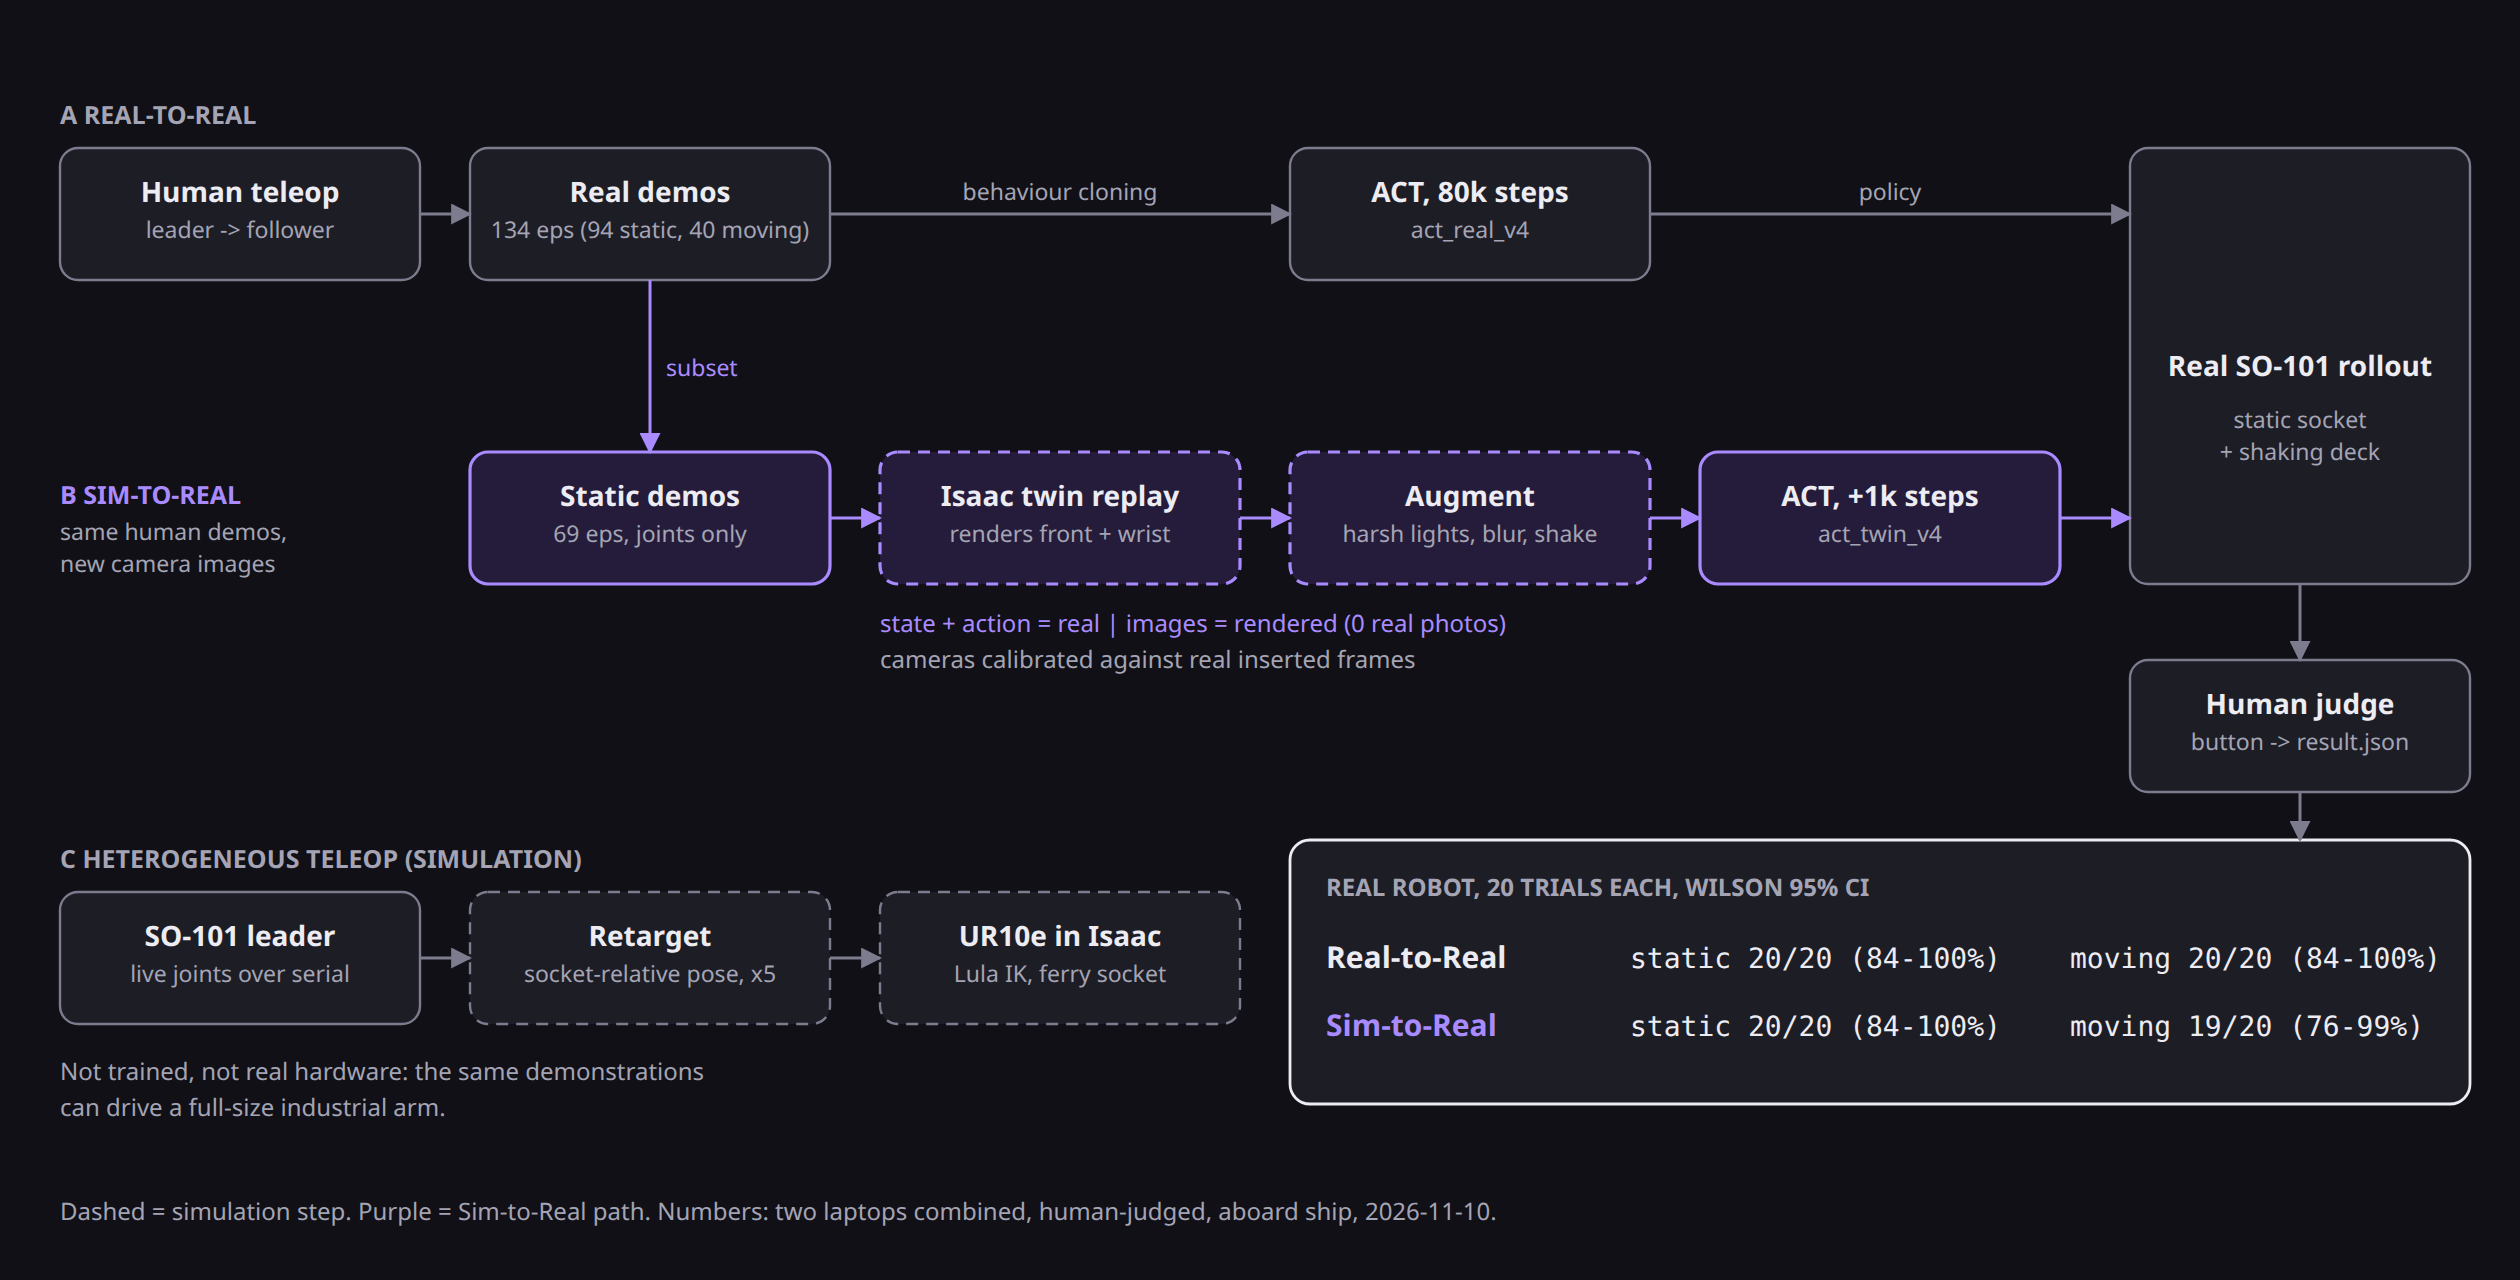 A REAL-TO-REAL
Human teleop
leader -> follower
Real demos
134 eps (94 static, 40 moving)
behaviour cloning
ACT, 80k steps
act_real_v4
policy
Real SO-101 rollout
static socket
+ shaking deck
subset
B SIM-TO-REAL
same human demos,
new camera images
Static demos
69 eps, joints only
Isaac twin replay
renders front + wrist
Augment
harsh lights, blur, shake
ACT, +1k steps
act_twin_v4
state + action = real | images = rendered (0 real photos)
cameras calibrated against real inserted frames
Human judge
button -> result.json
C HETEROGENEOUS TELEOP (SIMULATION)
SO-101 leader
live joints over serial
Retarget
socket-relative pose, x5
UR10e in Isaac
Lula IK, ferry socket
Not trained, not real hardware: the same demonstrations
can drive a full-size industrial arm.
REAL ROBOT, 20 TRIALS EACH, WILSON 95% CI
Real-to-Real static 20/20 (84-100%) moving 20/20 (84-100%)
Sim-to-Real static 20/20 (84-100%) moving 19/20 (76-99%)
Dashed = simulation step. Purple = Sim-to-Real path. Numbers: two laptops combined, human-judged, aboard ship, 2026-11-10.